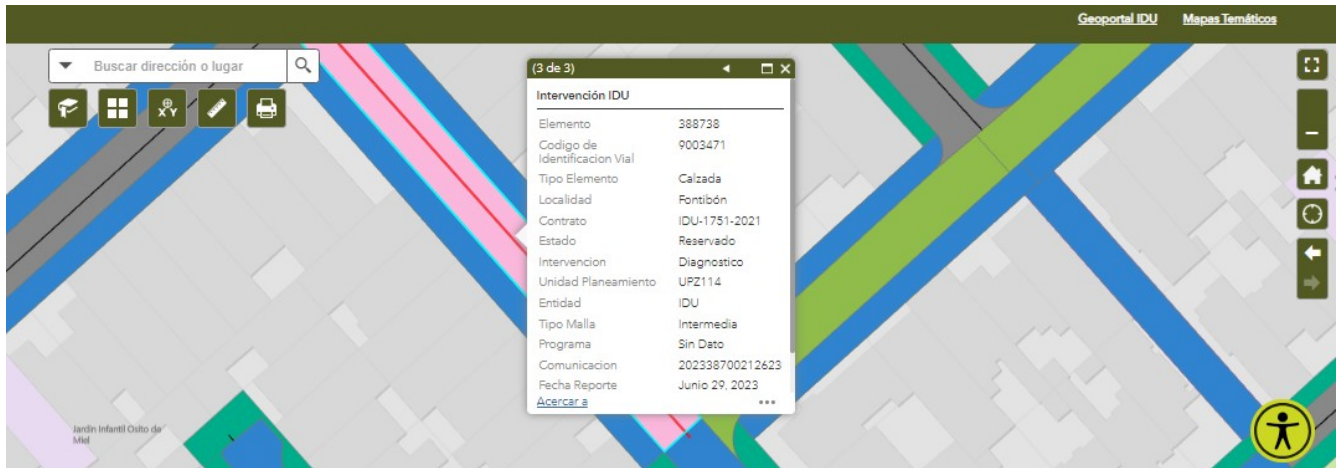 Geoportal IDU Mapas Temáticos
Buscar dirección o lugar
(3 de 3)
Intervención IDU
Elemento 388738
Codigo de 9003471
Identificacion Vial
Tipo Elemento Calzada
Localidad Fontibón
Contrato IDU-1751-2021
Estado Reservado
Intervencion Diagnostico
Unidad Planeamiento UPZ114
Entidad IDU
Tipo Malla Intermedia
Programa Sin Dato
Comunicacion 202338700212623
Fecha Reporte Junio 29, 2023
Acercar a
Jardin Infantil Osito de
Miel